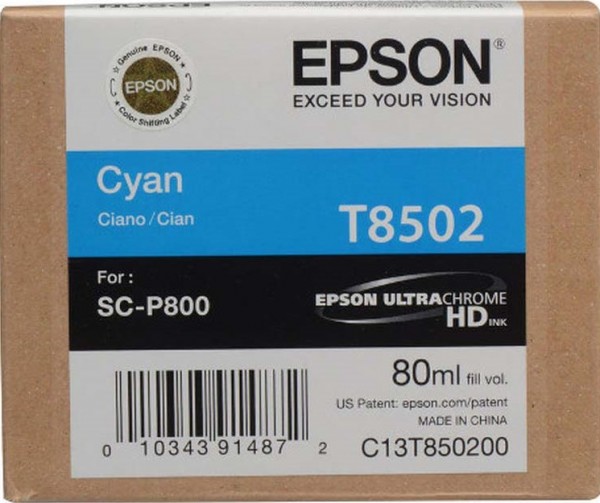 Genuine EPSON
EPSON
Color Shifting Label
EPSON®
EXCEED YOUR VISION
Cyan
Ciano / Cian
T8502
For :
SC-P800
EPSON ULTRACHROME
HD INK
80ml fill vol.
US Patent: epson.com/patent
MADE IN CHINA
0 10343 91487 2
C13T850200